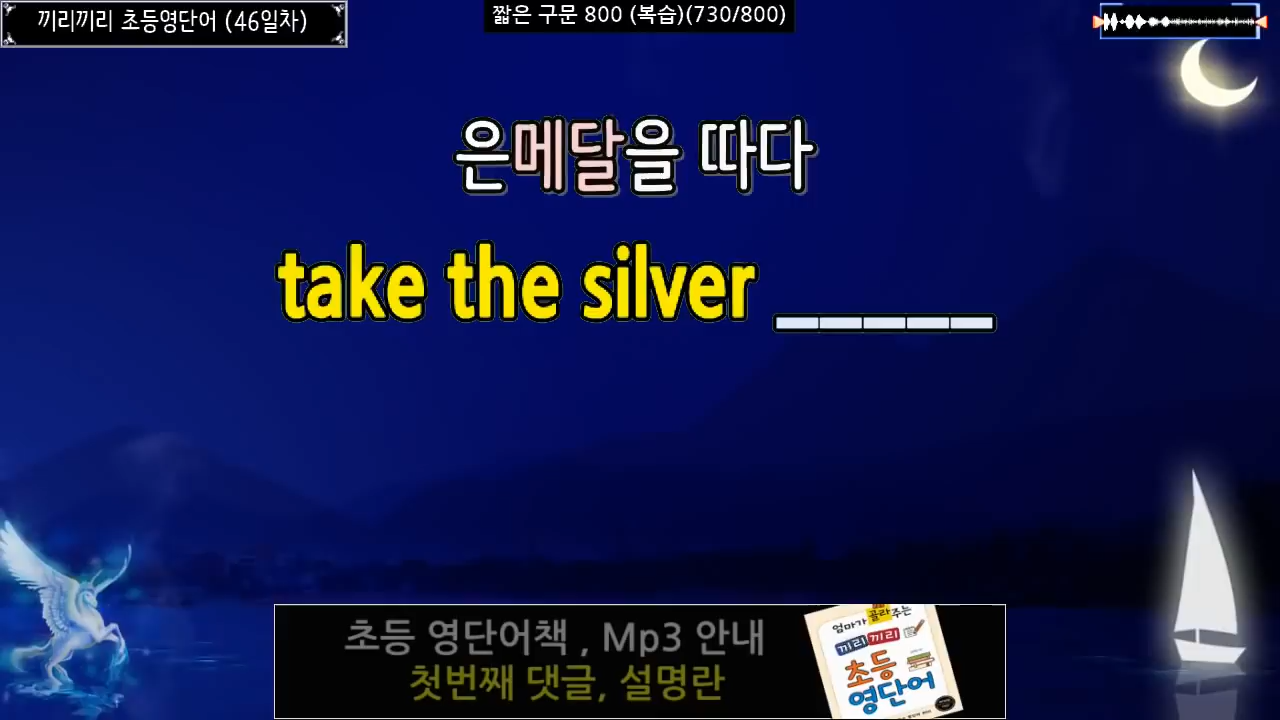 끼리끼리 초등영단어 (46일차)
짧은 구문 800 (복습)(730/800)
은메달을 따다
take the silver _____
초등 영단어책 , Mp3 안내
첫번째 댓글, 설명란
엄마가 골라주는
끼리끼리
초등
영단어